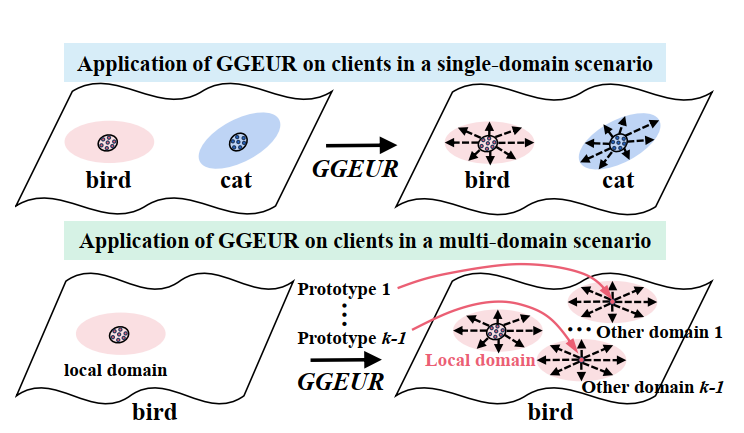 Application of GGEUR on clients in a single-domain scenario
bird
cat
GGEUR
bird
cat
Application of GGEUR on clients in a multi-domain scenario
local domain
bird
Prototype 1
Prototype k-1
GGEUR
Local domain
Other domain 1
Other domain k-1
bird